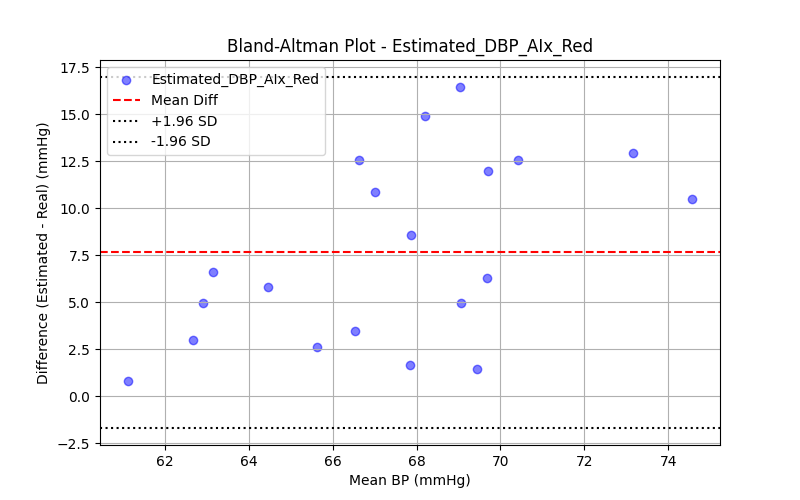 Bland-Altman Plot - Estimated_DBP_AIx_Red
Estimated_DBP_AIx_Red
Mean Diff
+1.96 SD
-1.96 SD
17.5
15.0
12.5
10.0
7.5
5.0
2.5
0.0
−2.5
Difference (Estimated - Real) (mmHg)
62 64 66 68 70 72 74
Mean BP (mmHg)